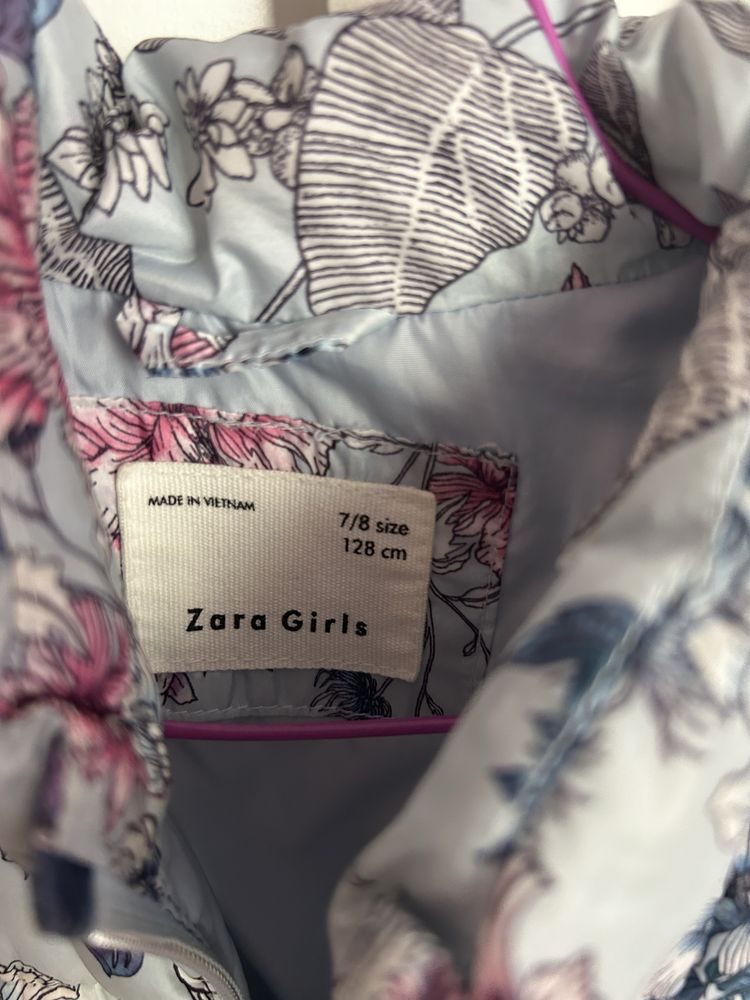 MADE IN VIETNAM
7/8 size
128 cm
Zara Girls